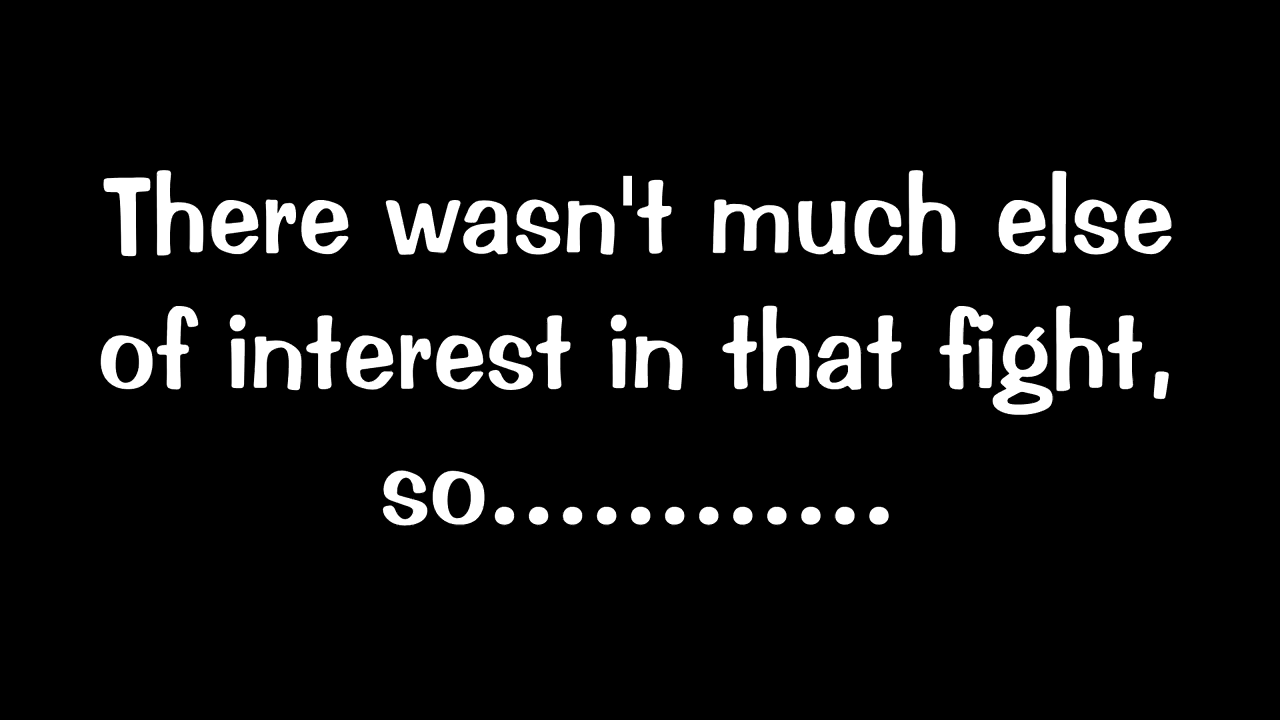 There wasn't much else
of interest in that fight,
so............